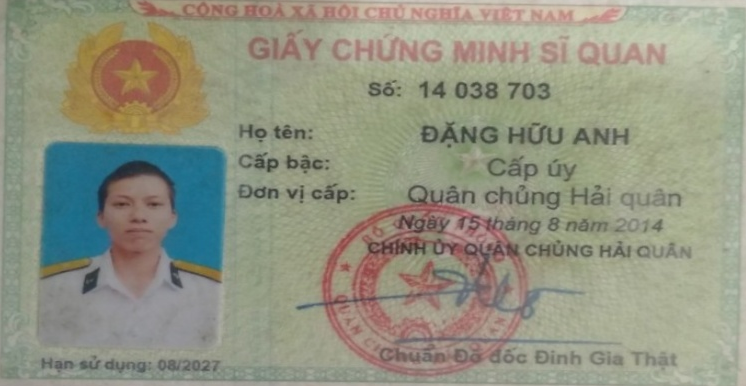 CỘNG HOÀ XÃ HỘI CHỦ NGHĨA VIỆT NAM
GIẤY CHỨNG MINH SĨ QUAN
Số: 14 038 703
Họ tên: ĐẶNG HỮU ANH
Cấp bậc: Cấp úy
Đơn vị cấp: Quân chủng Hải quân
Ngày 15 tháng 8 năm 2014
CHÍNH ỦY QUÂN CHỦNG HẢI QUÂN
Chuẩn Đô đốc Đinh Gia Thật
Hạn sử dụng: 08/2027